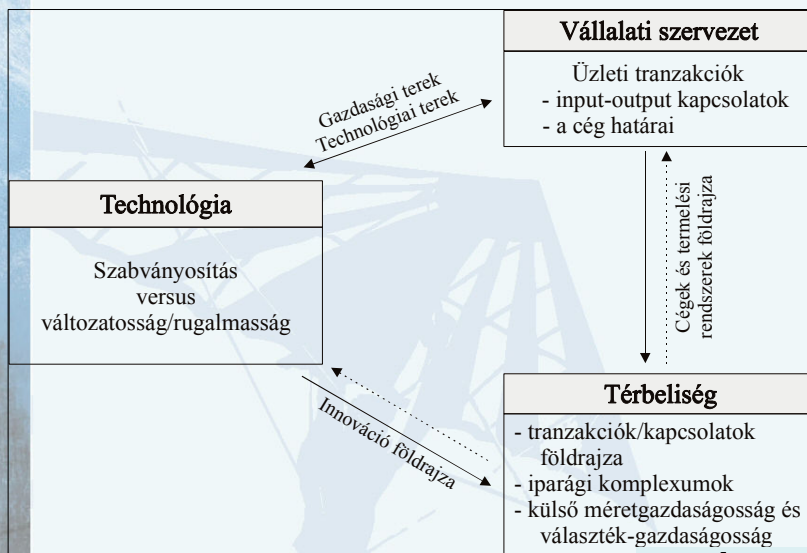 Vállalati szervezet
Üzleti tranzakciók
- input-output kapcsolatok
- a cég határai
Gazdasági terek
Technológiai terek
Technológia
Szabványosítás
versus
változatosság/rugalmasság
Cégek és termelési
rendszerek földrajza
Innováció földrajza
Térbeliség
- tranzakciók/kapcsolatok
földrajza
- iparági komplexumok
- külső méretgazdaságosság és
választék-gazdaságosság